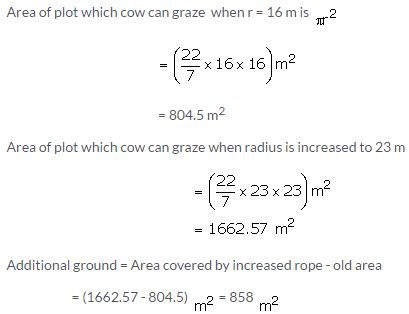 Area of plot which cow can graze when r = 16 m is πr²
= (22/7 x 16 x 16) m²
= 804.5 m²
Area of plot which cow can graze when radius is increased to 23 m
= (22/7 x 23 x 23) m²
= 1662.57 m²
Additional ground = Area covered by increased rope - old area
= (1662.57 - 804.5) m² = 858 m²